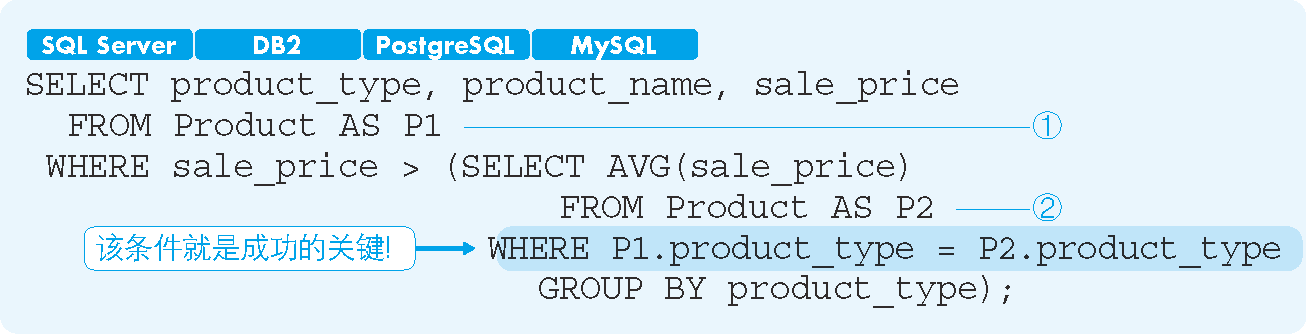 SQL Server DB2 PostgreSQL MySQL
SELECT product_type, product_name, sale_price
FROM Product AS P1 ①
WHERE sale_price > (SELECT AVG(sale_price)
FROM Product AS P2 ②
该条件就是成功的关键! WHERE P1.product_type = P2.product_type
GROUP BY product_type);